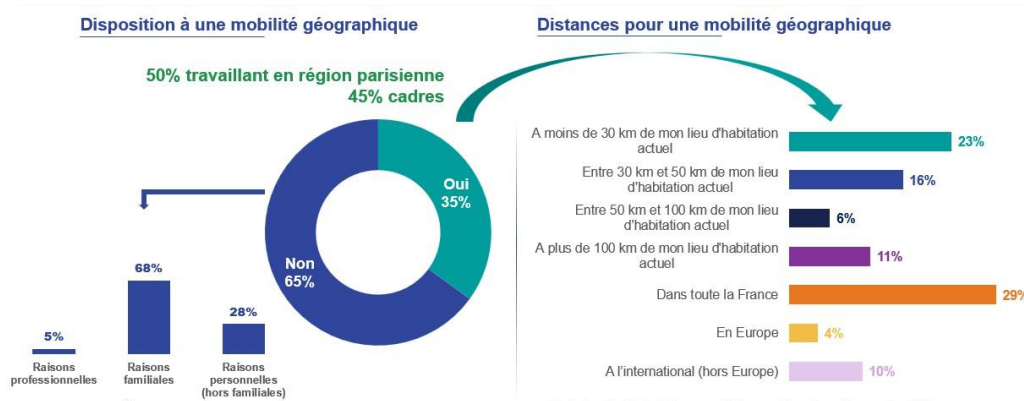 Disposition à une mobilité géographique
50% travaillant en région parisienne
45% cadres
Oui
35%
Non
65%
68%
28%
5%
Raisons
professionnelles
Raisons
familiales
Raisons
personnelles
(hors familiales)
Distances pour une mobilité géographique
A moins de 30 km de mon lieu d'habitation
actuel
23%
Entre 30 km et 50 km de mon lieu
d'habitation actuel
16%
Entre 50 km et 100 km de mon lieu
d'habitation actuel
6%
A plus de 100 km de mon lieu d'habitation
actuel
11%
Dans toute la France
29%
En Europe
4%
A l'international (hors Europe)
10%